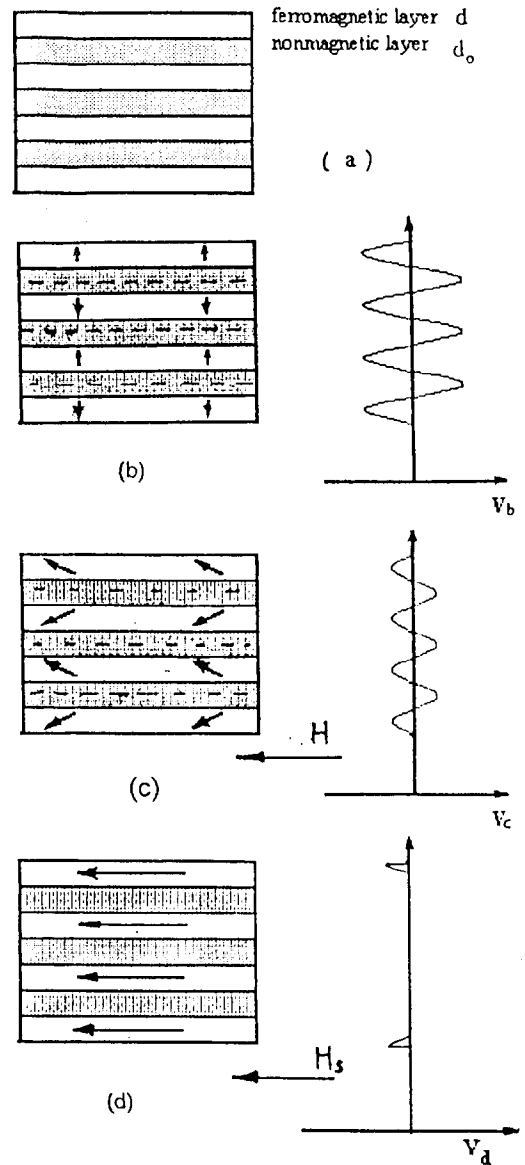 ferromagnetic layer d
nonmagnetic layer d₀
( a )
(b)
V_b
H
(c)
V_c
H_s
(d)
V_d